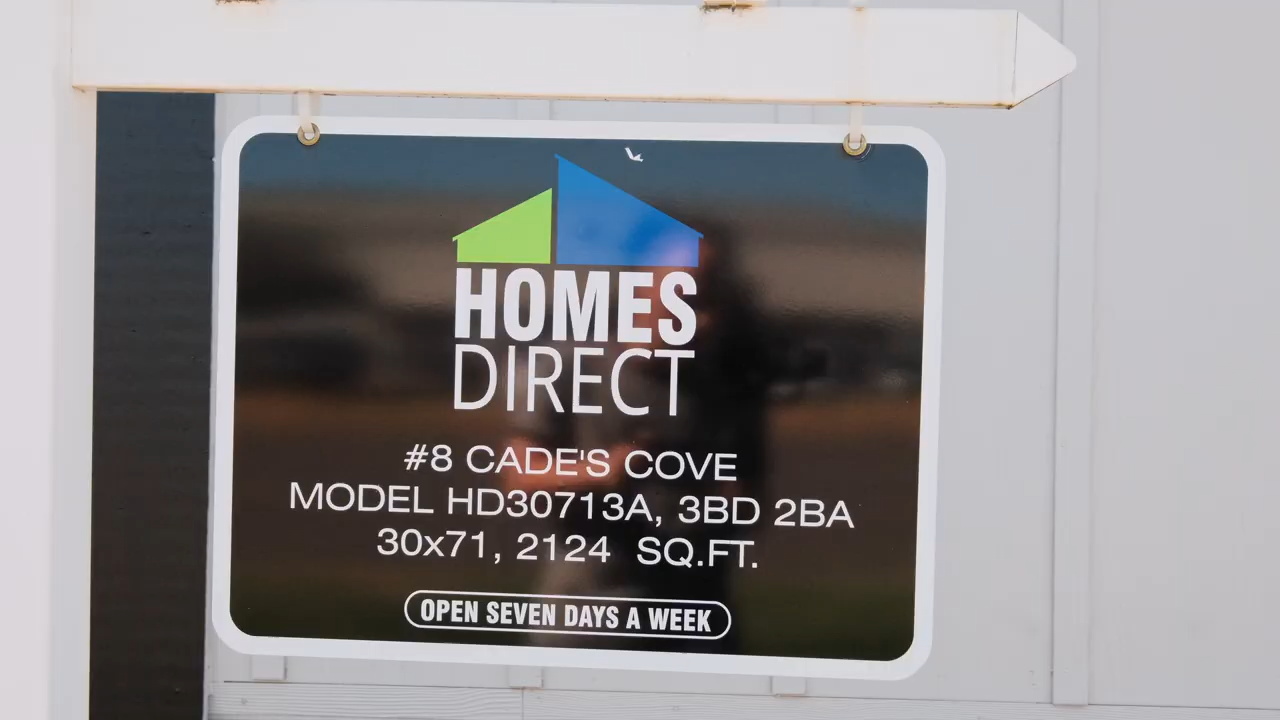 HOMES
DIRECT
#8 CADE'S COVE
MODEL HD30713A, 3BD 2BA
30x71, 2124 SQ.FT.
OPEN SEVEN DAYS A WEEK